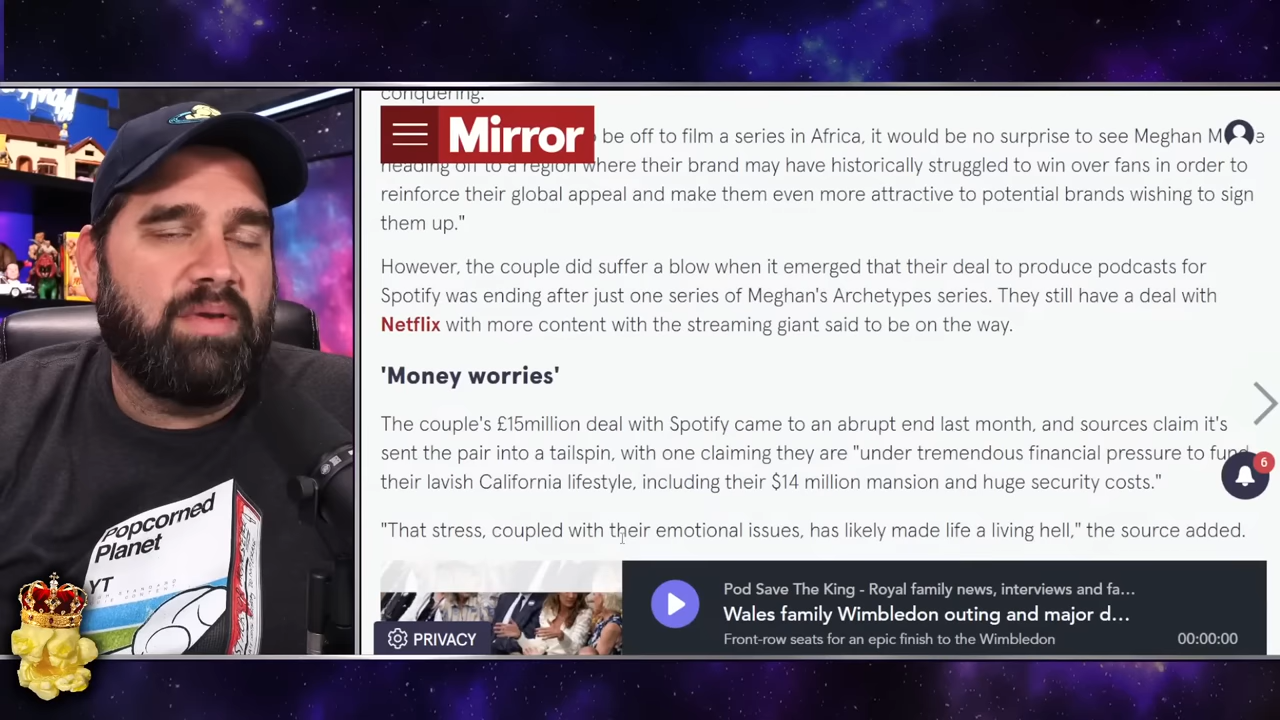 conquering.
Mirror
be off to film a series in Africa, it would be no surprise to see Meghan M
heading off to a region where their brand may have historically struggled to win over fans in order to
reinforce their global appeal and make them even more attractive to potential brands wishing to sign
them up."
However, the couple did suffer a blow when it emerged that their deal to produce podcasts for
Spotify was ending after just one series of Meghan's Archetypes series. They still have a deal with
Netflix with more content with the streaming giant said to be on the way.
'Money worries'
The couple's £15million deal with Spotify came to an abrupt end last month, and sources claim it's
sent the pair into a tailspin, with one claiming they are "under tremendous financial pressure to fund
6
their lavish California lifestyle, including their $14 million mansion and huge security costs."
"That stress, coupled with their emotional issues, has likely made life a living hell," the source added.
Pod Save The King - Royal family news, interviews and fa...
Wales family Wimbledon outing and major d...
Front-row seats for an epic finish to the Wimbledon
00:00:00
PRIVACY
Popcorned
Planet
YT